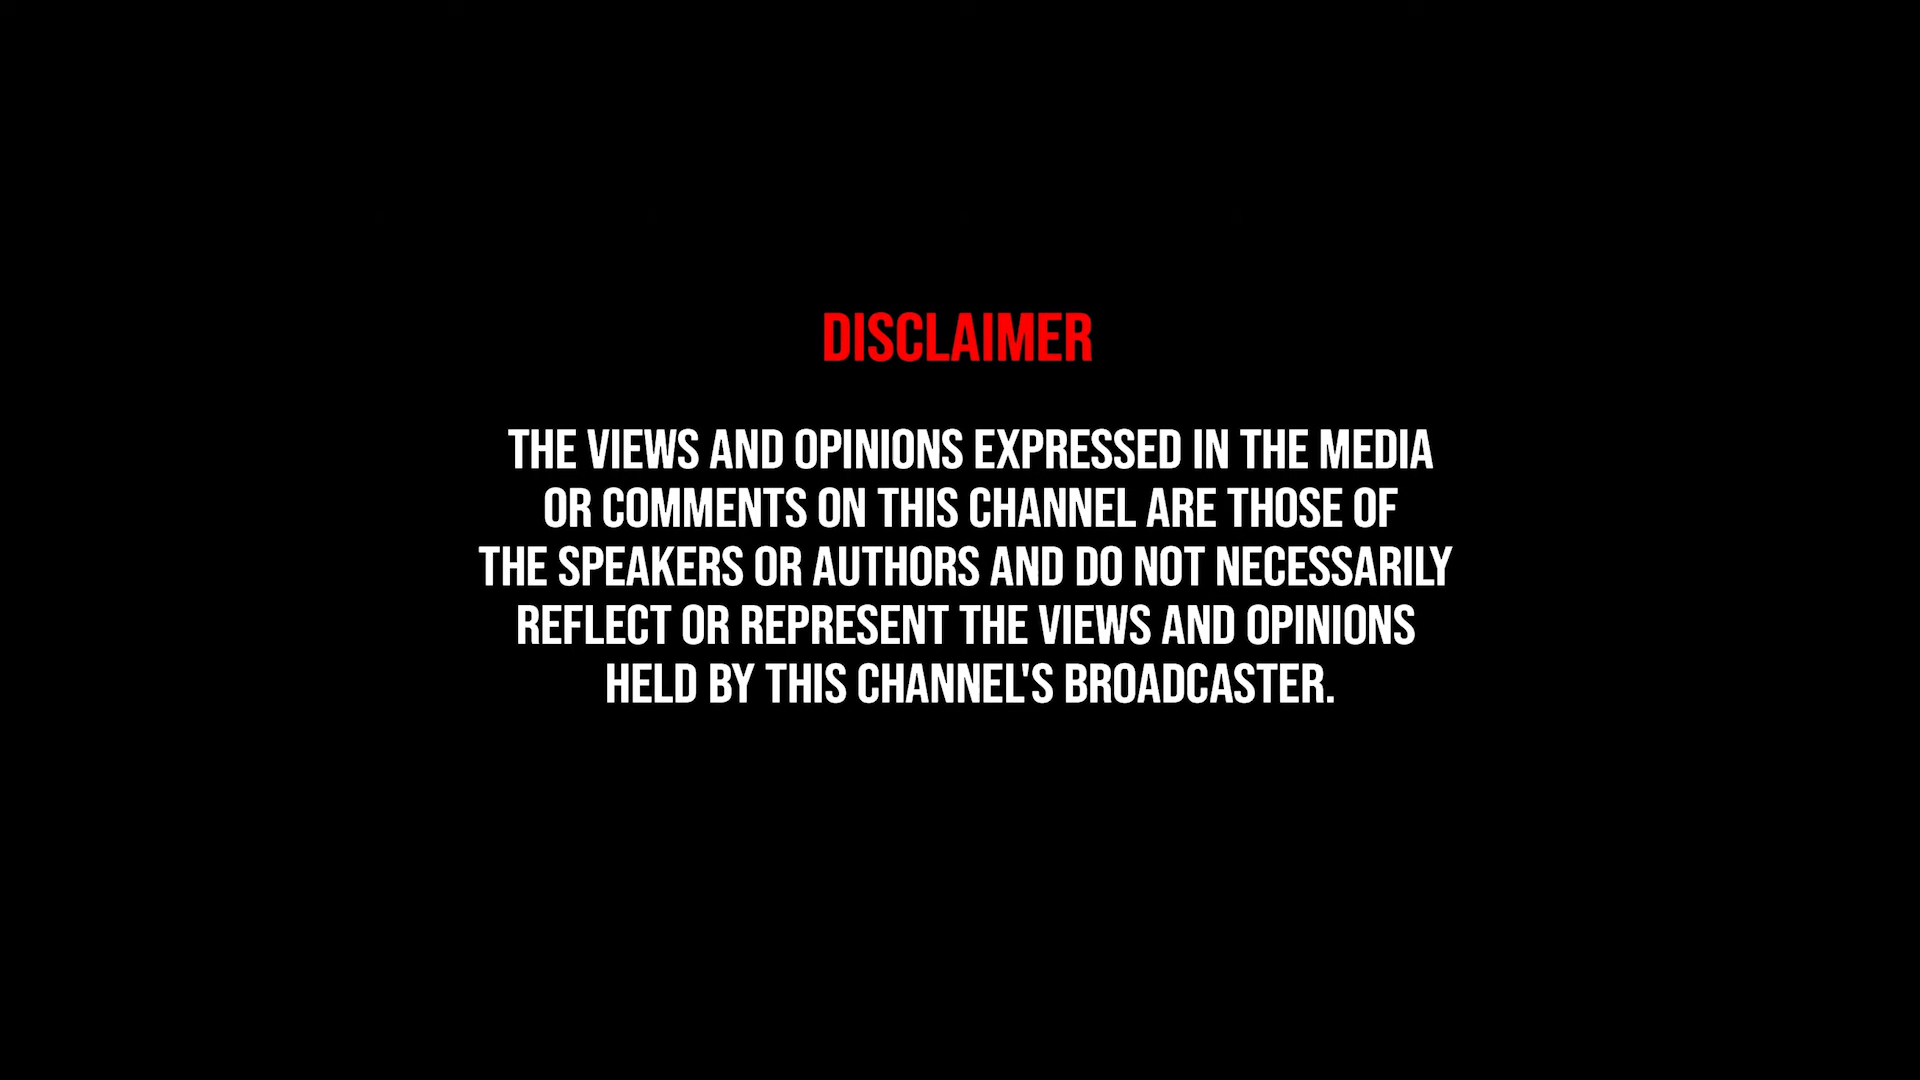 DISCLAIMER
THE VIEWS AND OPINIONS EXPRESSED IN THE MEDIA
OR COMMENTS ON THIS CHANNEL ARE THOSE OF
THE SPEAKERS OR AUTHORS AND DO NOT NECESSARILY
REFLECT OR REPRESENT THE VIEWS AND OPINIONS
HELD BY THIS CHANNEL'S BROADCASTER.